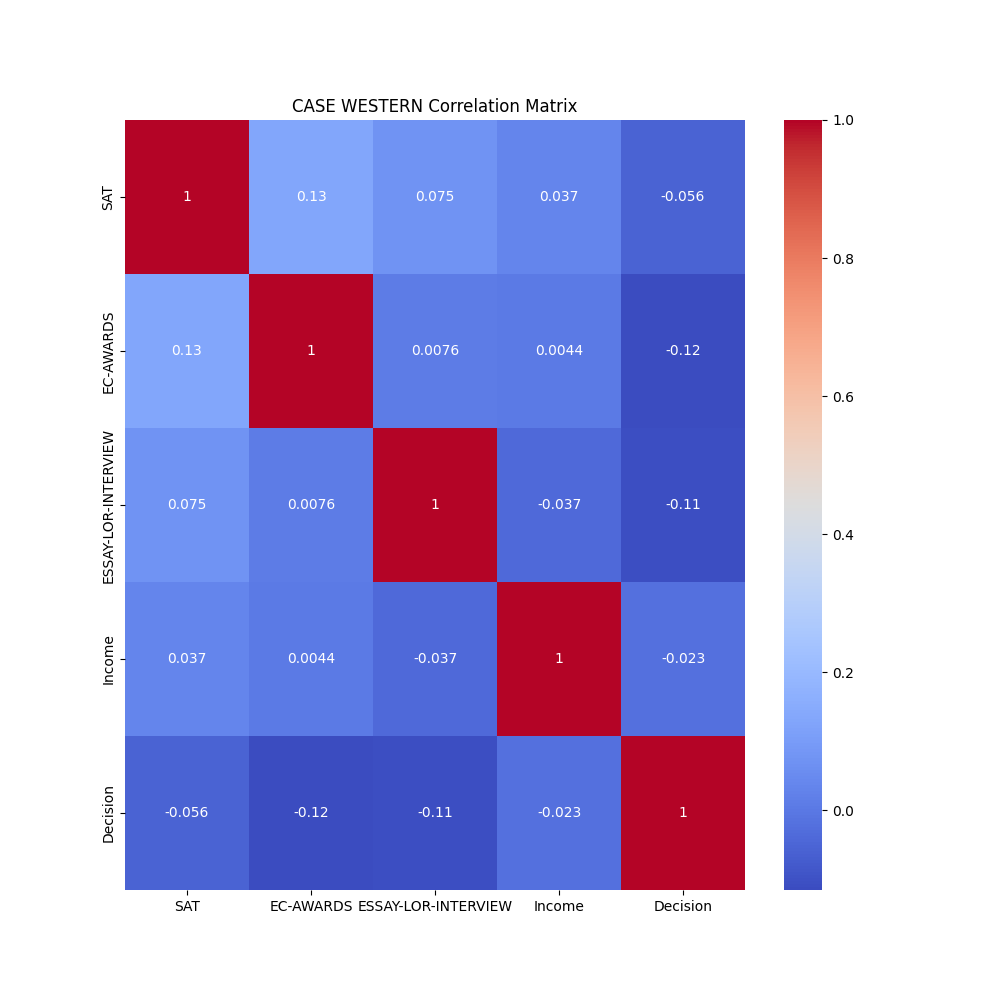 CASE WESTERN Correlation Matrix
SAT 1 0.13 0.075 0.037 -0.056
EC-AWARDS 0.13 1 0.0076 0.0044 -0.12
ESSAY-LOR-INTERVIEW 0.075 0.0076 1 -0.037 -0.11
Income 0.037 0.0044 -0.037 1 -0.023
Decision -0.056 -0.12 -0.11 -0.023 1
SAT EC-AWARDS ESSAY-LOR-INTERVIEW Income Decision
1.0
0.8
0.6
0.4
0.2
0.0